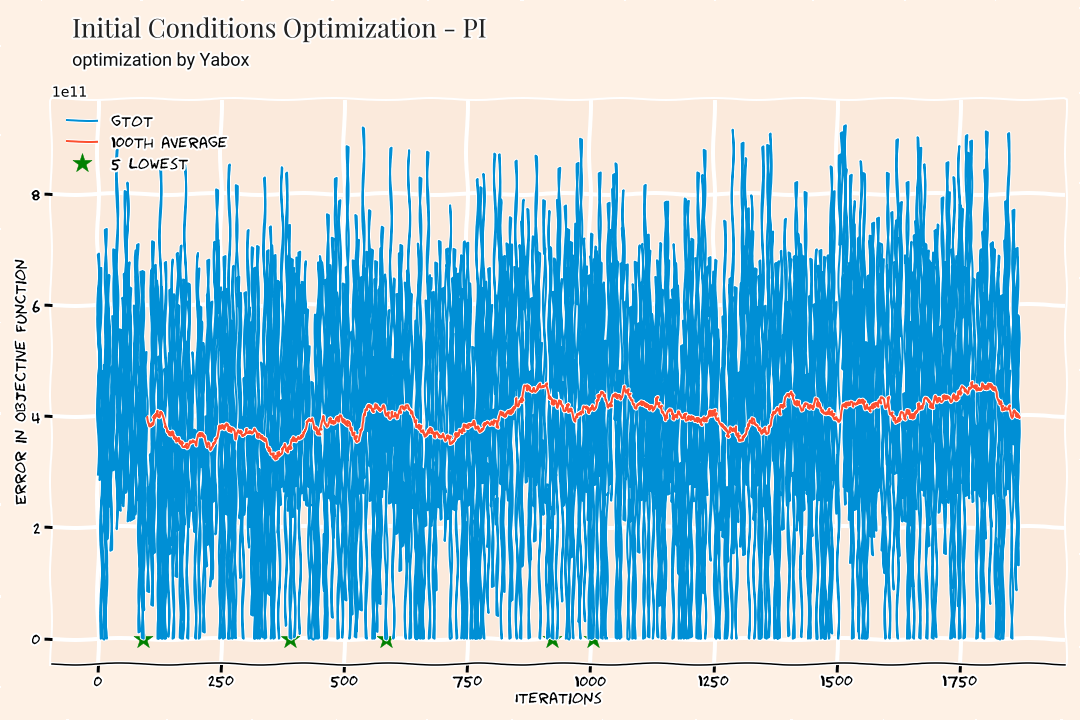 Initial Conditions Optimization - PI
optimization by Yabox
1e11
GTOT
100TH AVERAGE
5 LOWEST
8
6
4
2
0
ERROR IN OBJECTIVE FUNCTION
0 250 500 750 1000 1250 1500 1750
ITERATIONS